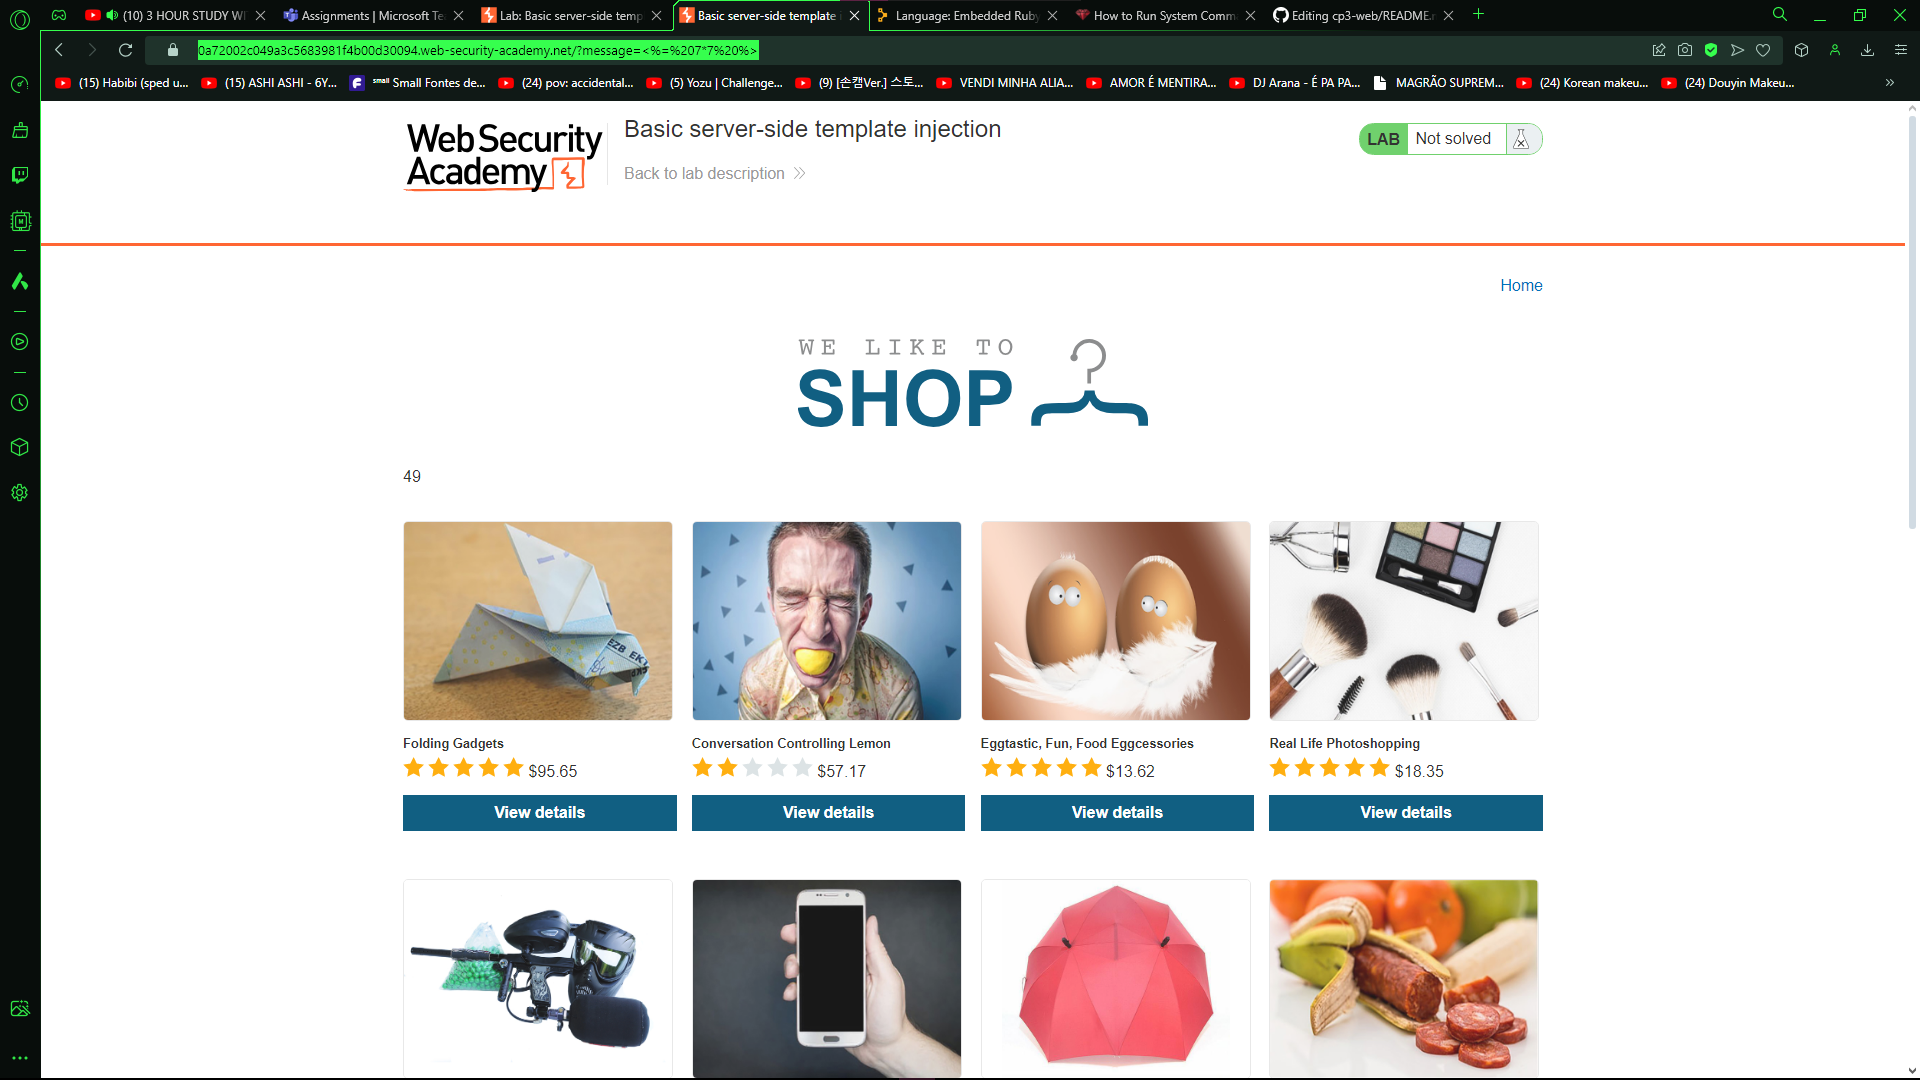 (10) 3 HOUR STUDY WI
Assignments | Microsoft Te
Lab: Basic server-side temp
Basic server-side template i
Language: Embedded Ruby
How to Run System Comm
Editing cp3-web/README.r
0a72002c049a3c5683981f4b00d30094.web-security-academy.net/?message=<%=%207*7%20%>
(15) Habibi (sped u...
(15) ASHI ASHI - 6Y...
small Small Fontes de...
(24) pov: accidental...
(5) Yozu | Challenge...
(9) [손캠Ver.] 스토...
VENDI MINHA ALIA...
AMOR É MENTIRA...
DJ Arana - É PA PA...
MAGRÃO SUPREM...
(24) Korean makeu...
(24) Douyin Makeu...
Web Security
Academy
Basic server-side template injection
Back to lab description
LAB Not solved
Home
WE LIKE TO
SHOP
49
Folding Gadgets
$95.65
View details
Conversation Controlling Lemon
$57.17
View details
Eggtastic, Fun, Food Eggcessories
$13.62
View details
Real Life Photoshopping
$18.35
View details